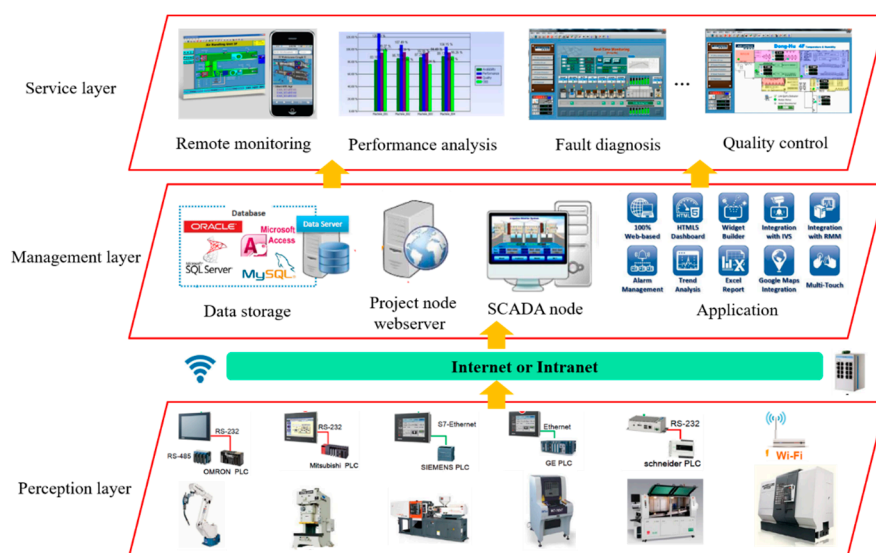 Service layer
Remote monitoring
Performance analysis
Fault diagnosis
...
Quality control
Management layer
Database
ORACLE
Microsoft
Access
SQL Server
MySQL
Data Server
Data storage
Project node
webserver
SCADA node
100%
Web-based
HTML5
Dashboard
Widget
Builder
Integration
with IVS
Integration
with RMM
Alarm
Management
Trend
Analysis
Excel
Report
Google Maps
Integration
Multi-Touch
Application
Internet or Intranet
Perception layer
RS-232
RS-485
OMRON PLC
RS-232
Mitsubishi PLC
S7-Ethernet
SIEMENS PLC
Ethernet
GE PLC
RS-232
schneider PLC
Wi-Fi